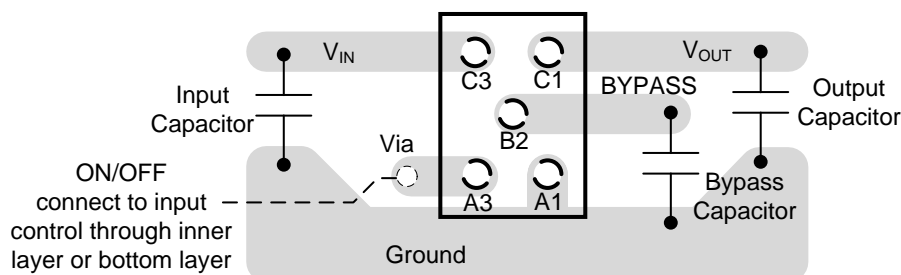 VIN
VOUT
C3
C1
Input
Capacitor
BYPASS
Output
Capacitor
B2
Via
ON/OFF
connect to input
control through inner
layer or bottom layer
A3
A1
Bypass
Capacitor
Ground